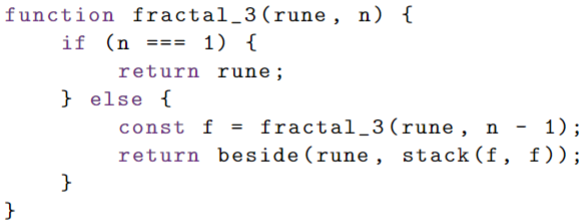 function fractal_3(rune, n) {
    if (n === 1) {
        return rune;
    } else {
        const f = fractal_3(rune, n - 1);
        return beside(rune, stack(f, f));
    }
}